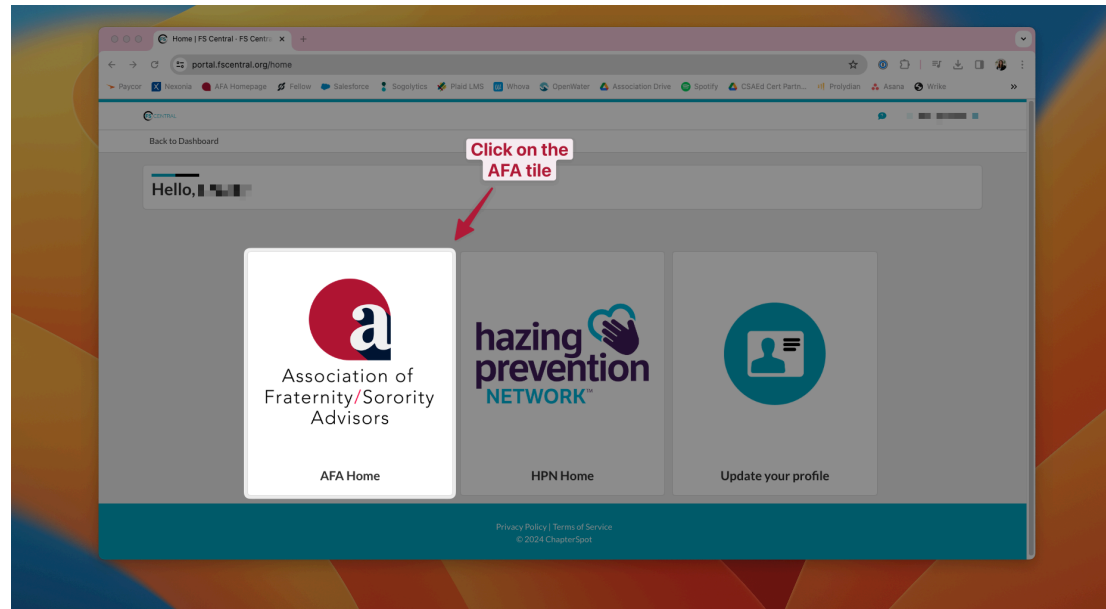 Home | FS Central - FS Centr
portal.fscentral.org/home
Paycor Nexonia AFA Homepage Fellow Salesforce Sogolytics Plaid LMS Whova OpenWater Association Drive Spotify CSAEd Cert Partn... Prolydian Asana Wrike »
CENTRAL
Back to Dashboard
Click on the
AFA tile
Hello,
a
Association of
Fraternity/Sorority
Advisors
AFA Home
hazing
prevention
NETWORK™
HPN Home
Update your profile
Privacy Policy | Terms of Service
© 2024 ChapterSpot